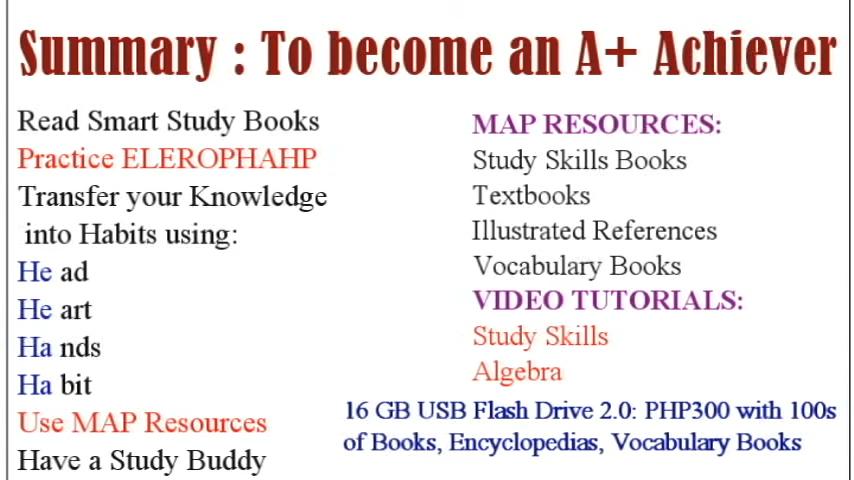 Summary : To become an A+ Achiever
Read Smart Study Books
Practice ELEROPHAHP
Transfer your Knowledge
into Habits using:
He ad
He art
Ha nds
Ha bit
Use MAP Resources
Have a Study Buddy
MAP RESOURCES:
Study Skills Books
Textbooks
Illustrated References
Vocabulary Books
VIDEO TUTORIALS:
Study Skills
Algebra
16 GB USB Flash Drive 2.0: PHP300 with 100s
of Books, Encyclopedias, Vocabulary Books